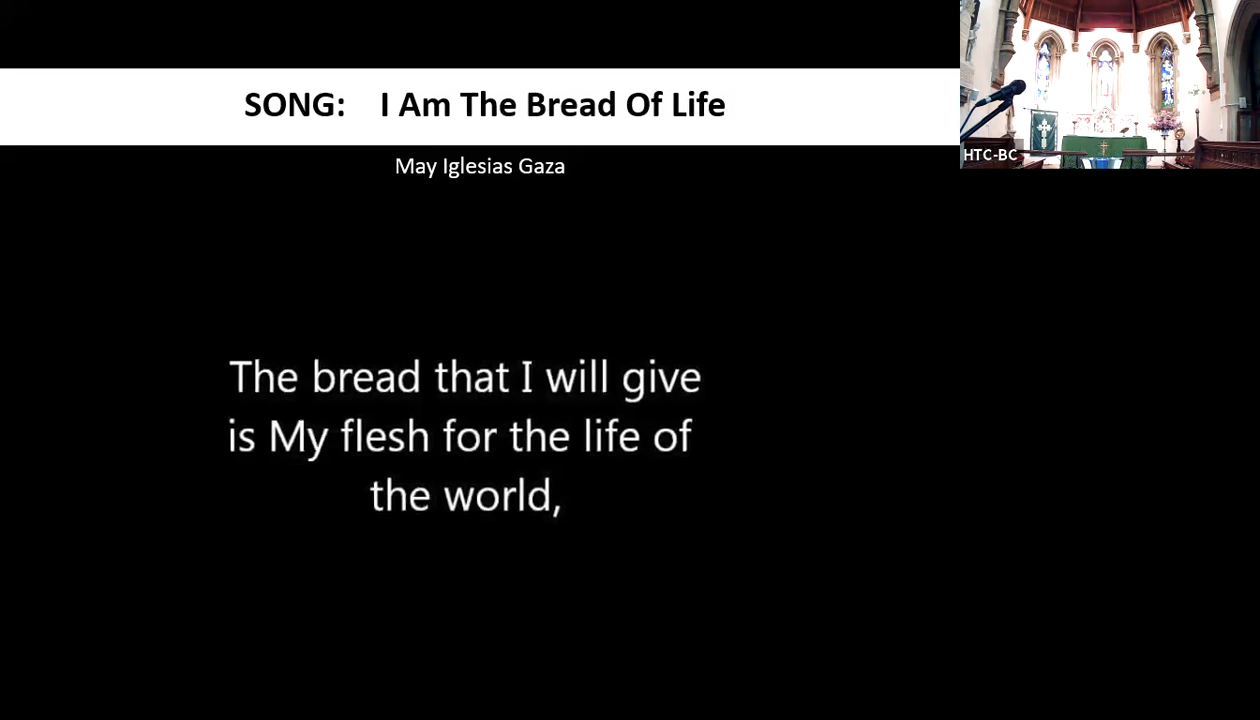 SONG: I Am The Bread Of Life
May Iglesias Gaza
HTC-BC
The bread that I will give
is My flesh for the life of
the world,